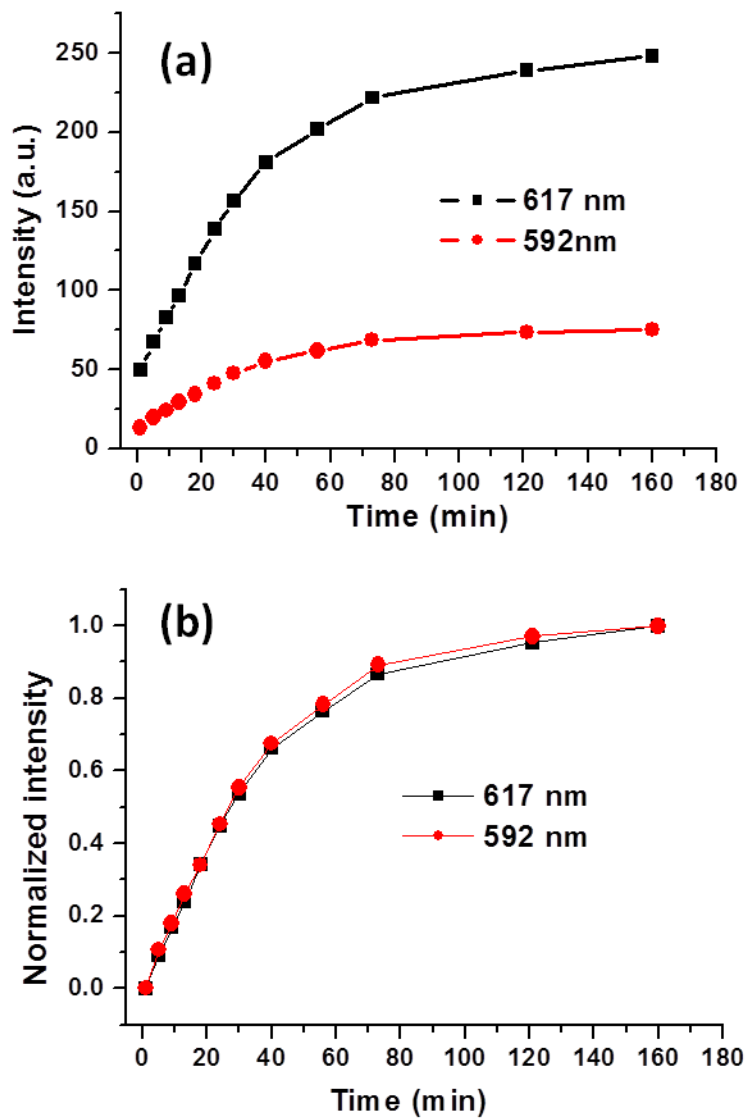 (a)
250
200
150
100
50
0
Intensity (a.u.)
617 nm
592nm
0 20 40 60 80 100 120 140 160 180
Time (min)
(b)
1.0
0.8
0.6
0.4
0.2
0.0
Normalized intensity
617 nm
592 nm
0 20 40 60 80 100 120 140 160 180
Time (min)